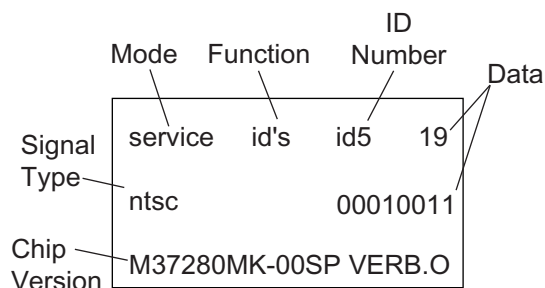 ID
Mode Function Number
Data
service id's id5 19
Signal
Type
ntsc 00010011
Chip
Version
M37280MK-00SP VERB.O